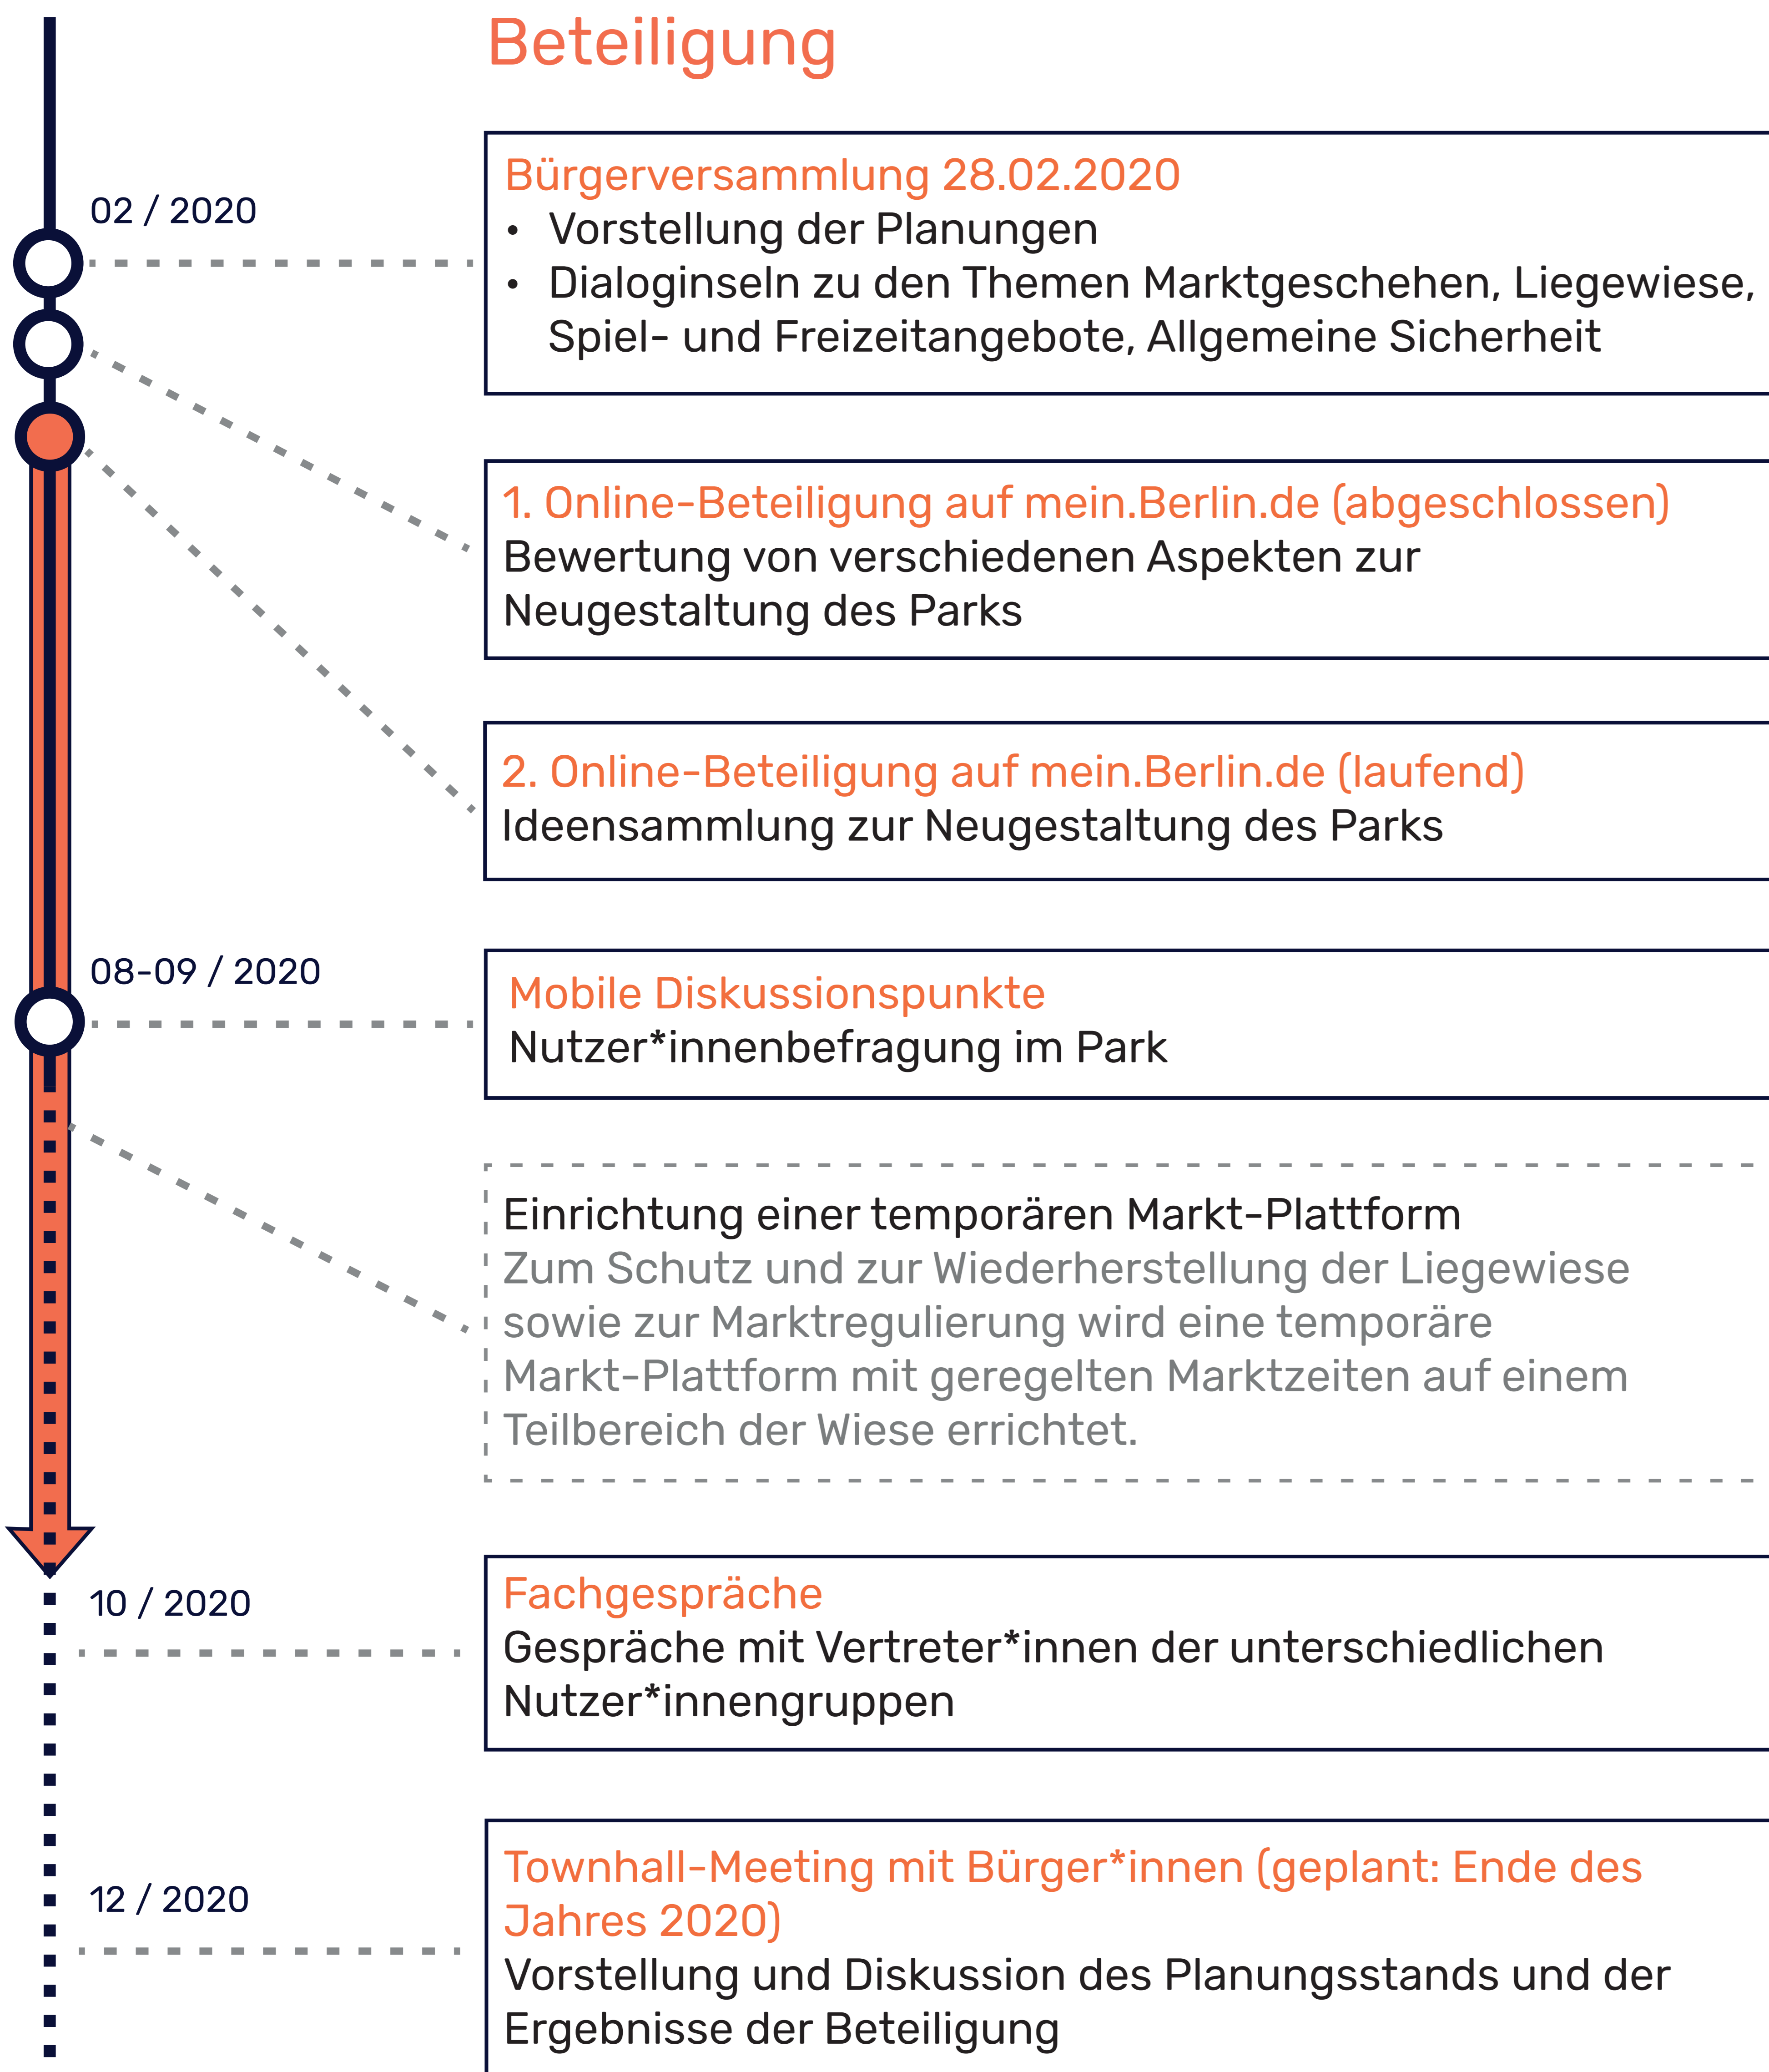 Beteiligung
02 / 2020
Bürgerversammlung 28.02.2020
• Vorstellung der Planungen
• Dialoginseln zu den Themen Marktgeschehen, Liegewiese,
Spiel- und Freizeitangebote, Allgemeine Sicherheit
1. Online-Beteiligung auf mein.Berlin.de (abgeschlossen)
Bewertung von verschiedenen Aspekten zur
Neugestaltung des Parks
2. Online-Beteiligung auf mein.Berlin.de (laufend)
Ideensammlung zur Neugestaltung des Parks
08-09 / 2020
Mobile Diskussionspunkte
Nutzer*innenbefragung im Park
Einrichtung einer temporären Markt-Plattform
Zum Schutz und zur Wiederherstellung der Liegewiese
sowie zur Marktregulierung wird eine temporäre
Markt-Plattform mit geregelten Marktzeiten auf einem
Teilbereich der Wiese errichtet.
10 / 2020
Fachgespräche
Gespräche mit Vertreter*innen der unterschiedlichen
Nutzer*innengruppen
12 / 2020
Townhall-Meeting mit Bürger*innen (geplant: Ende des
Jahres 2020)
Vorstellung und Diskussion des Planungsstands und der
Ergebnisse der Beteiligung